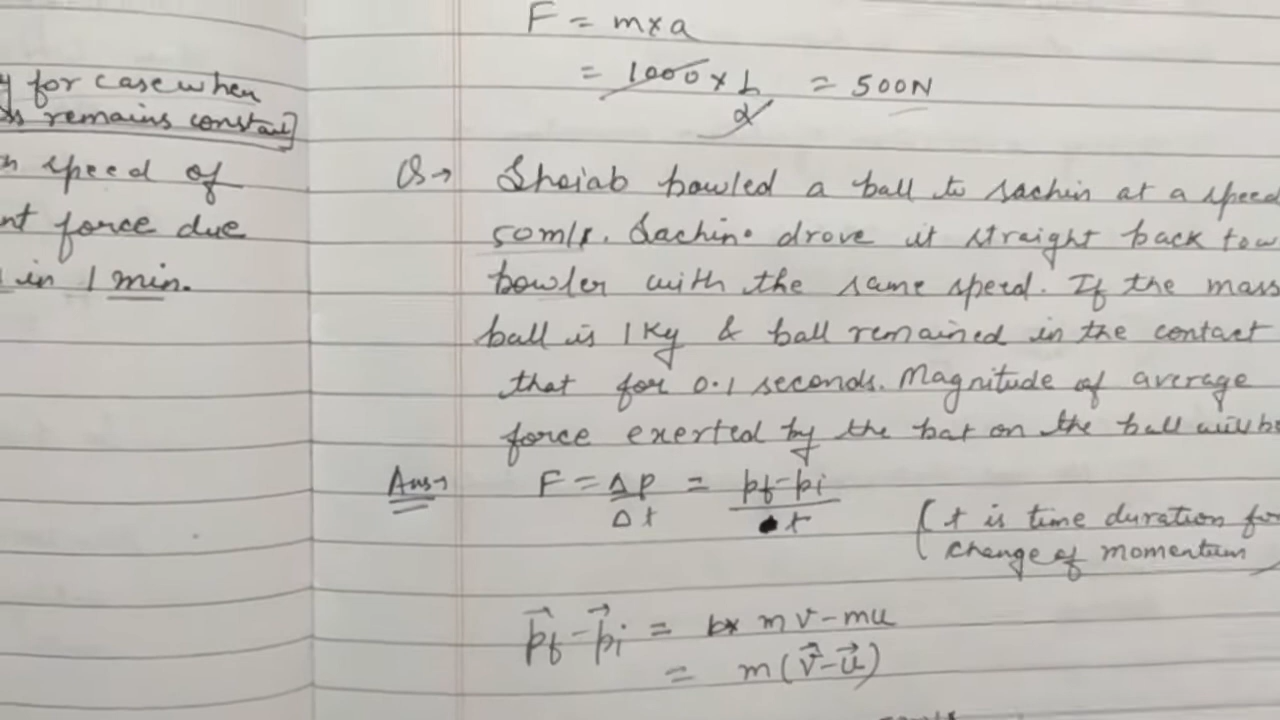 y for case when
ss remains constant]
n speed of
nt force due
in 1 min.
F = m×a
= 1000 × 1 = 500N
2
Q→ Shoiab bowled a ball to sachin at a speed
50m/s. Sachin drove it straight back tow
bowler with the same speed. If the mass
ball is 1 Kg & ball remained in the contact
that for 0.1 seconds. Magnitude of average
force exerted by the bat on the ball will be
Ans→ F = Δp = pf-pi
Δt t
(t is time duration for
change of momentum
pf - pi = mv - mu
= m(v-u)